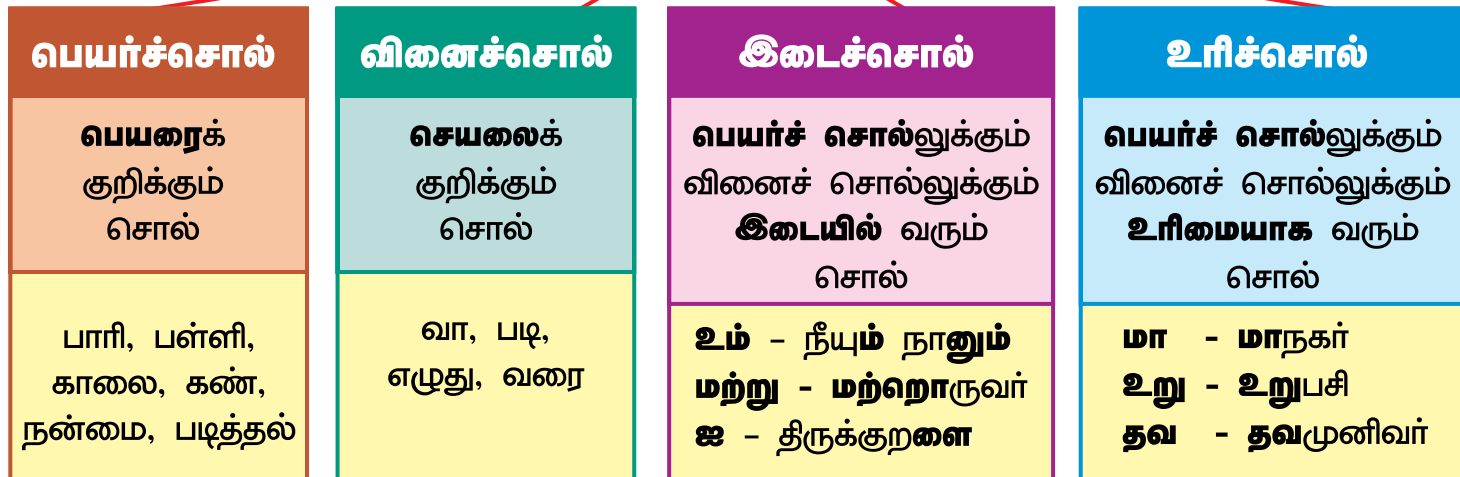 பெயர்ச்சொல்
பெயரைக்
குறிக்கும்
சொல்
பாரி, பள்ளி,
காலை, கண்,
நன்மை, படித்தல்
வினைச்சொல்
செயலைக்
குறிக்கும்
சொல்
வா, படி,
எழுது, வரை
இடைச்சொல்
பெயர்ச் சொல்லுக்கும்
வினைச் சொல்லுக்கும்
இடையில் வரும்
சொல்
உம் – நீயும் நானும்
மற்று - மற்றொருவர்
ஐ – திருக்குறளை
உரிச்சொல்
பெயர்ச் சொல்லுக்கும்
வினைச் சொல்லுக்கும்
உரிமையாக வரும்
சொல்
மா - மாநகர்
உறு - உறுபசி
தவ - தவமுனிவர்